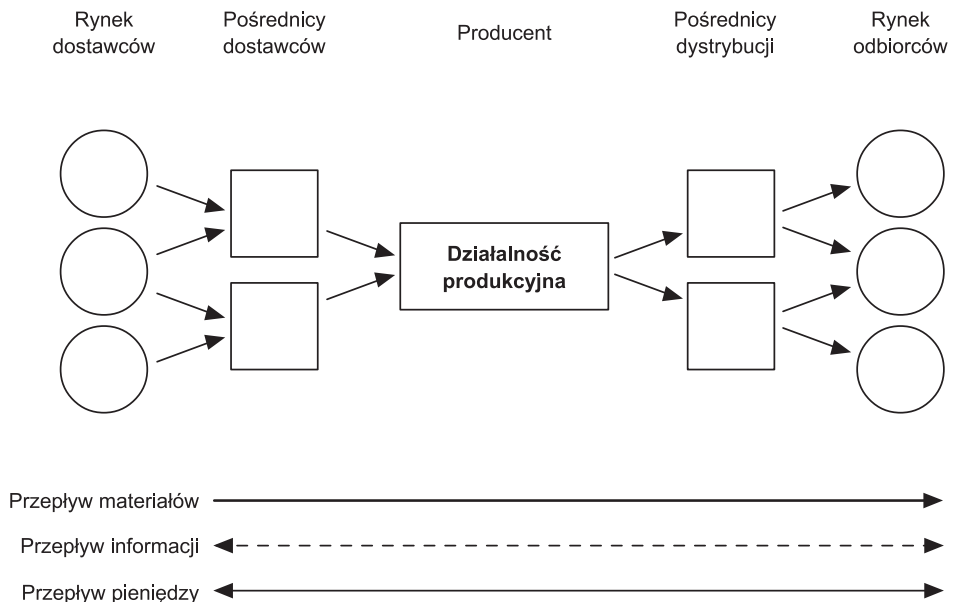 Rynek
dostawców
Pośrednicy
dostawców
Producent
Pośrednicy
dystrybucji
Rynek
odbiorców
Działalność
produkcyjna
Przepływ materiałów
Przepływ informacji
Przepływ pieniędzy